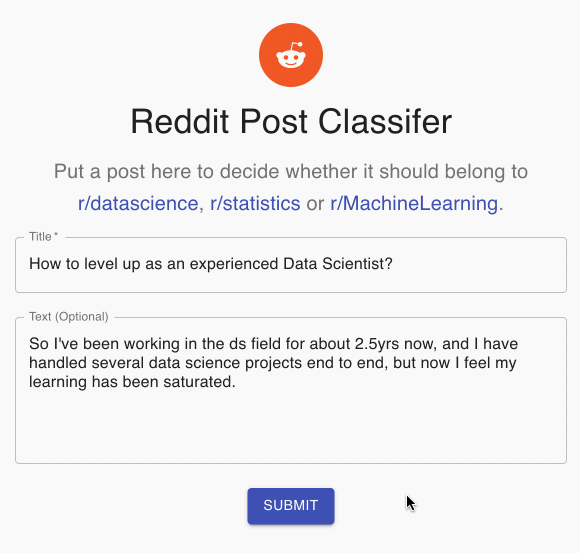 Reddit Post Classifer
Put a post here to decide whether it should belong to
r/datascience, r/statistics or r/MachineLearning.
Title *
How to level up as an experienced Data Scientist?
Text (Optional)
So I've been working in the ds field for about 2.5yrs now, and I have
handled several data science projects end to end, but now I feel my
learning has been saturated.
SUBMIT